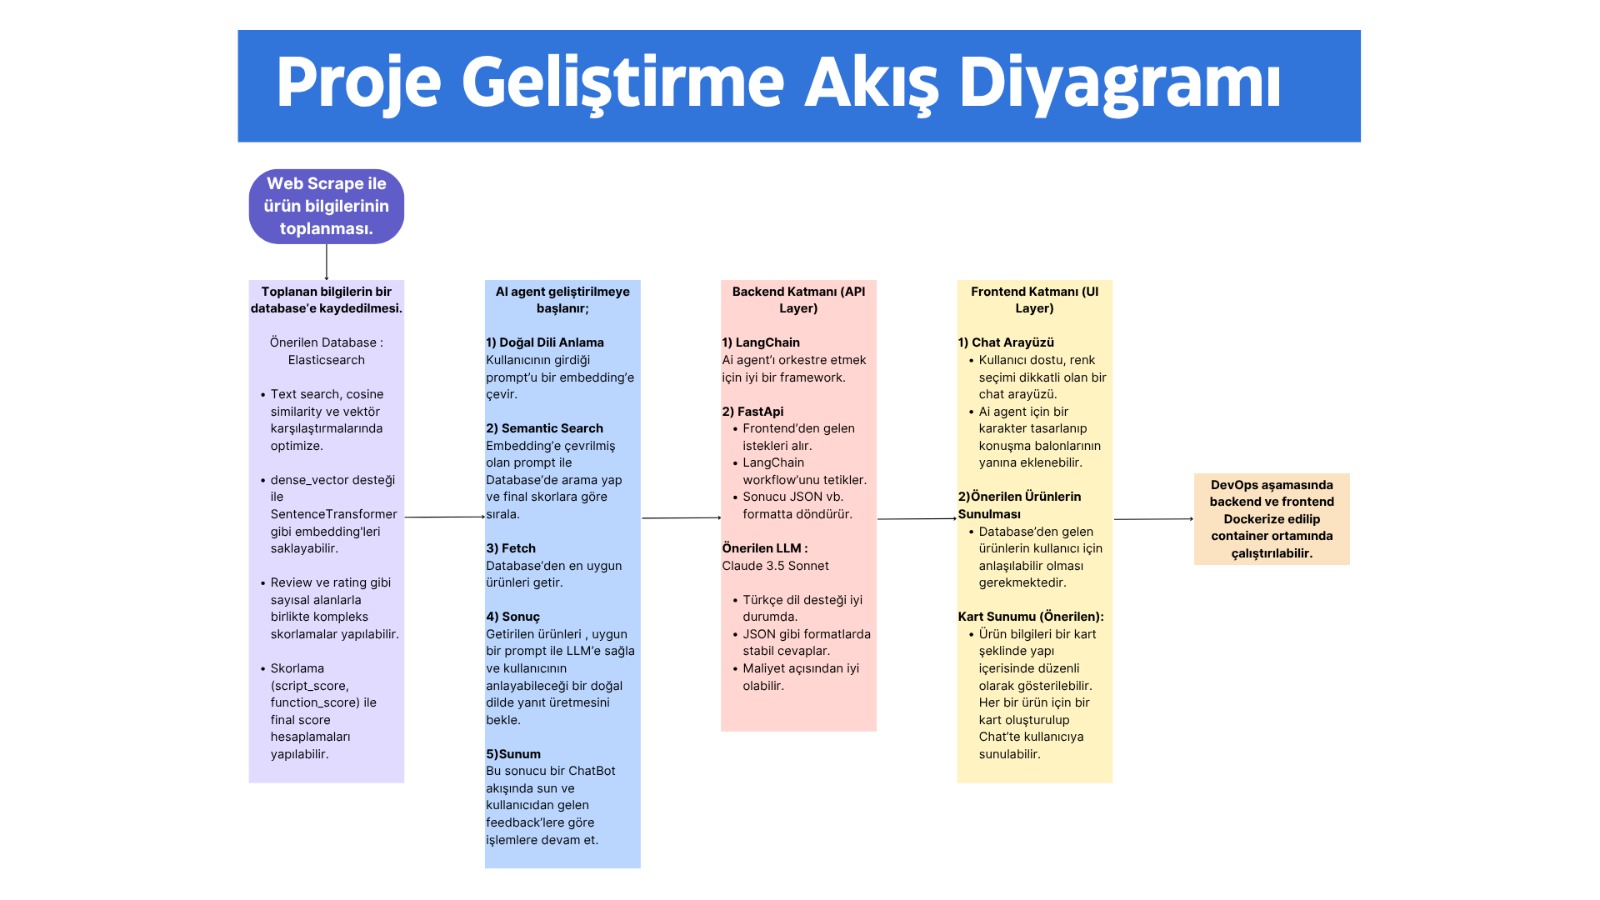 Proje Geliştirme Akış Diyagramı
Web Scrape ile
ürün bilgilerinin
toplanması.
Toplanan bilgilerin bir
database'e kaydedilmesi.
Önerilen Database :
Elasticsearch
• Text search, cosine
similarity ve vektör
karşılaştırmalarında
optimize.
• dense_vector desteği
ile
SentenceTransformer
gibi embedding'leri
saklayabilir.
• Review ve rating gibi
sayısal alanlarla
birlikte kompleks
skorlamalar yapılabilir.
• Skorlama
(script_score,
function_score) ile
final score
hesaplamaları
yapılabilir.
AI agent geliştirilmeye
başlanır;
1) Doğal Dili Anlama
Kullanıcının girdiği
prompt'u bir embedding'e
çevir.
2) Semantic Search
Embedding'e çevrilmiş
olan prompt ile
Database'de arama yap
ve final skorlara göre
sırala.
3) Fetch
Database'den en uygun
ürünleri getir.
4) Sonuç
Getirilen ürünleri , uygun
bir prompt ile LLM'e sağla
ve kullanıcının
anlayabileceği bir doğal
dilde yanıt üretmesini
bekle.
5)Sunum
Bu sonucu bir ChatBot
akışında sun ve
kullanıcıdan gelen
feedback'lere göre
işlemlere devam et.
Backend Katmanı (API
Layer)
1) LangChain
Ai agent'ı orkestre etmek
için iyi bir framework.
2) FastApi
• Frontend'den gelen
istekleri alır.
• LangChain
workflow'unu tetikler.
• Sonucu JSON vb.
formatta döndürür.
Önerilen LLM :
Claude 3.5 Sonnet
• Türkçe dil desteği iyi
durumda.
• JSON gibi formatlarda
stabil cevaplar.
• Maliyet açısından iyi
olabilir.
Frontend Katmanı (UI
Layer)
1) Chat Arayüzü
• Kullanıcı dostu, renk
seçimi dikkatli olan bir
chat arayüzü.
• Ai agent için bir
karakter tasarlanıp
konuşma balonlarının
yanına eklenebilir.
2)Önerilen Ürünlerin
Sunulması
• Database'den gelen
ürünlerin kullanıcı için
anlaşılabilir olması
gerekmektedir.
Kart Sunumu (Önerilen):
• Ürün bilgileri bir kart
şeklinde yapı
içerisinde düzenli
olarak gösterilebilir.
Her bir ürün için bir
kart oluşturulup
Chat'te kullanıcıya
sunulabilir.
DevOps aşamasında
backend ve frontend
Dockerize edilip
container ortamında
çalıştırılabilir.